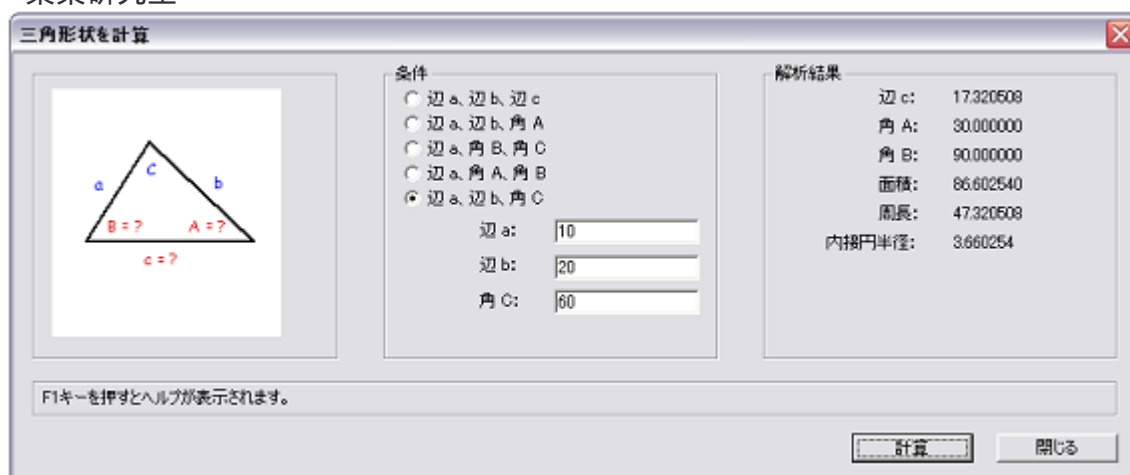 三角形状を計算
C
a
b
B = ?
A = ?
c = ?
条件
辺 a、辺 b、辺 c
辺 a、辺 b、角 A
辺 a、角 B、角 C
辺 a、角 A、角 B
辺 a、辺 b、角 C
辺 a: 10
辺 b: 20
角 C: 60
解析結果
辺 c: 17.320508
角 A: 30.000000
角 B: 90.000000
面積: 86.602540
周長: 47.320508
内接円半径: 3.660254
F1キーを押すとヘルプが表示されます。
計算
閉じる